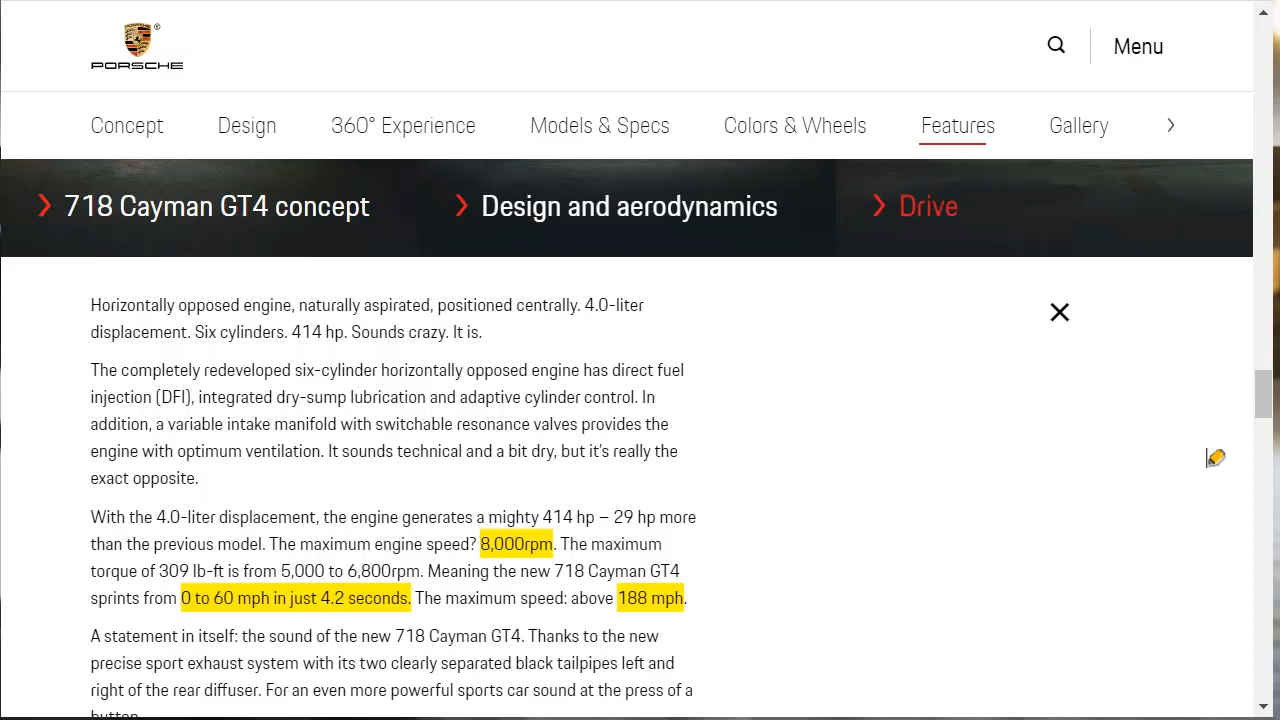 PORSCHE
Menu
Concept Design 360° Experience Models & Specs Colors & Wheels Features Gallery
718 Cayman GT4 concept Design and aerodynamics Drive
Horizontally opposed engine, naturally aspirated, positioned centrally. 4.0-liter
displacement. Six cylinders. 414 hp. Sounds crazy. It is.
The completely redeveloped six-cylinder horizontally opposed engine has direct fuel
injection (DFI), integrated dry-sump lubrication and adaptive cylinder control. In
addition, a variable intake manifold with switchable resonance valves provides the
engine with optimum ventilation. It sounds technical and a bit dry, but it's really the
exact opposite.
With the 4.0-liter displacement, the engine generates a mighty 414 hp – 29 hp more
than the previous model. The maximum engine speed? 8,000rpm. The maximum
torque of 309 lb-ft is from 5,000 to 6,800rpm. Meaning the new 718 Cayman GT4
sprints from 0 to 60 mph in just 4.2 seconds. The maximum speed: above 188 mph.
A statement in itself: the sound of the new 718 Cayman GT4. Thanks to the new
precise sport exhaust system with its two clearly separated black tailpipes left and
right of the rear diffuser. For an even more powerful sports car sound at the press of a
button.